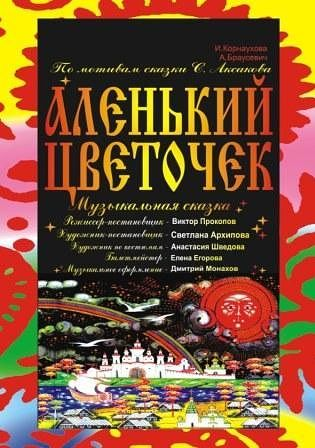 И.Корнаухова
А.Браусевич
По мотивам сказки С. Аксакова
АЛЕНЬКИЙ
ЦВЕТОЧЕК
Музыкальная сказка
Режиссер-постановщик - Виктор Прокопов
Художник-постановщик - Светлана Архипова
Художник по костюмам - Анастасия Шведова
Балетмейстер - Елена Егорова
Музыкальное оформление - Дмитрий Монахов